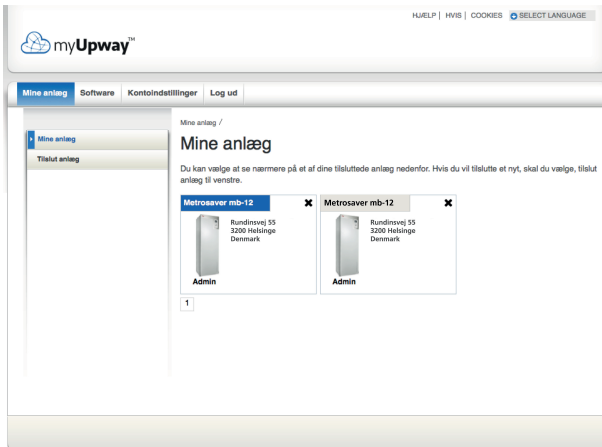 HJÆLP | HVIS | COOKIES SELECT LANGUAGE
myUpway™
Mine anlæg Software Kontoindstillinger Log ud
Mine anlæg
Tilslut anlæg
Mine anlæg /
Mine anlæg
Du kan vælge at se nærmere på et af dine tilsluttede anlæg nedenfor. Hvis du vil tilslutte et nyt, skal du vælge, tilslut
anlæg til venstre.
Metrosaver mb-12
Rundinsvej 55
3200 Helsinge
Denmark
Admin
Metrosaver mb-12
Rundinsvej 55
3200 Helsinge
Denmark
Admin
1